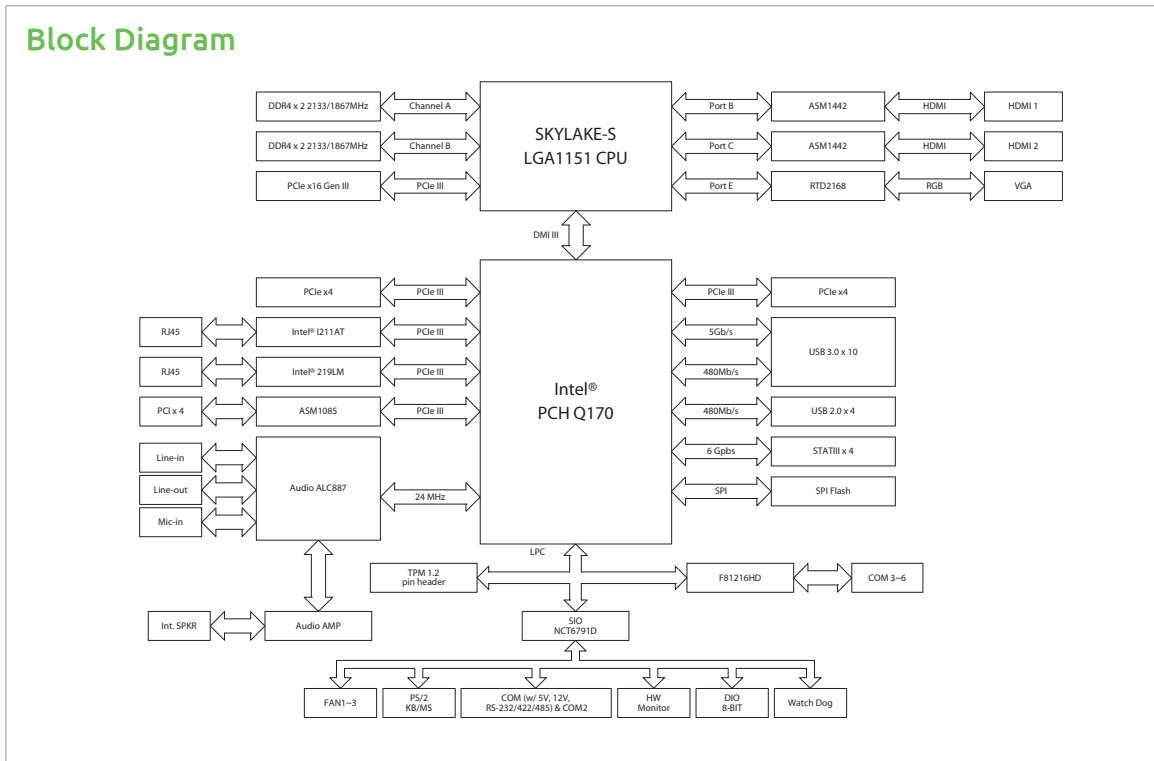 Block Diagram
DDR4 x 2 2133/1867MHz
Channel A
SKYLAKE-S
LGA1151 CPU
Port B
ASM1442
HDMI
HDMI 1
DDR4 x 2 2133/1867MHz
Channel B
Port C
ASM1442
HDMI
HDMI 2
PCIe x16 Gen III
PCIe III
Port E
RTD2168
RGB
VGA
DMI III
PCIe x4
PCIe III
Intel®
PCH Q170
PCIe III
PCIe x4
RJ45
Intel® I211AT
PCIe III
5Gb/s
USB 3.0 x 10
RJ45
Intel® 219LM
PCIe III
480Mb/s
PCI x 4
ASM1085
PCIe III
480Mb/s
USB 2.0 x 4
Line-in
Line-out
Mic-in
Audio ALC887
24 MHz
6 Gpbs
STATIII x 4
SPI
SPI Flash
LPC
TPM 1.2
pin header
F81216HD
COM 3~6
Int. SPKR
Audio AMP
SIO
NCT6791D
FAN1~3
PS/2
KB/MS
COM (w/ 5V, 12V,
RS-232/422/485) & COM2
HW
Monitor
DIO
8-BIT
Watch Dog